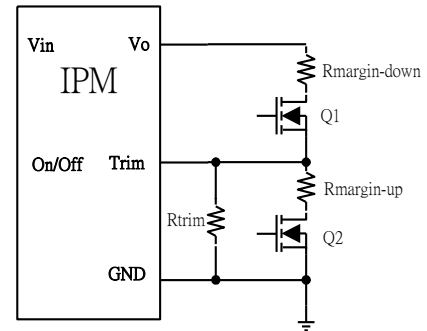 Vin
Vo
IPM
Rmargin-down
Q1
On/Off
Trim
Rmargin-up
Rtrim
Q2
GND